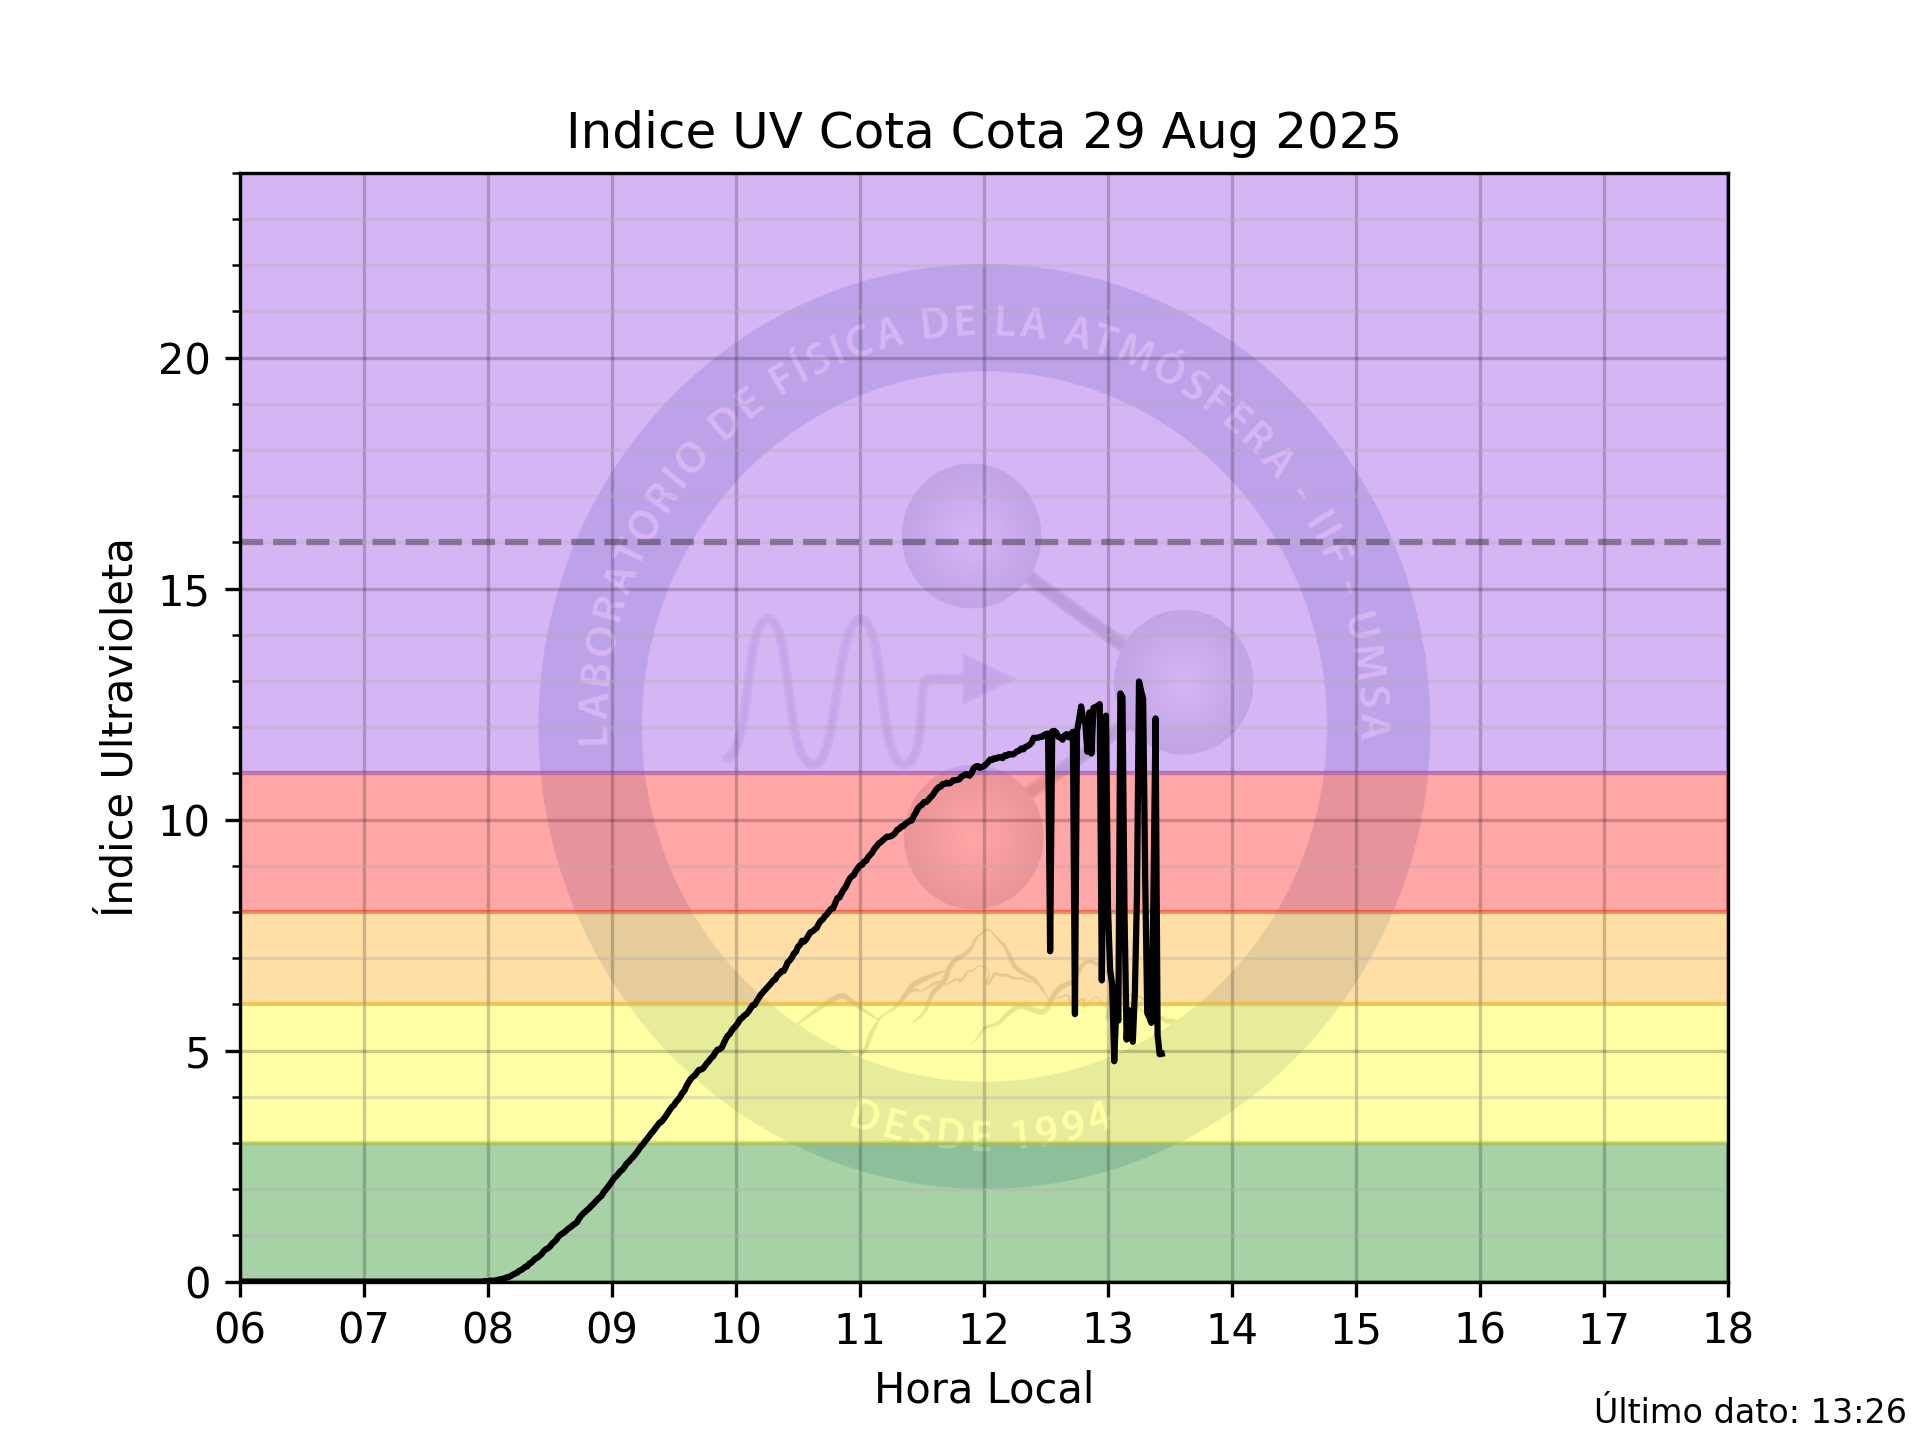 Indice UV Cota Cota 29 Aug 2025
Índice Ultravioleta
20
15
10
5
0
LABORATORIO DE FÍSICA DE LA ATMÓSFERA - IIF - UMSA
DESDE 1994
06 07 08 09 10 11 12 13 14 15 16 17 18
Hora Local
Último dato: 13:26